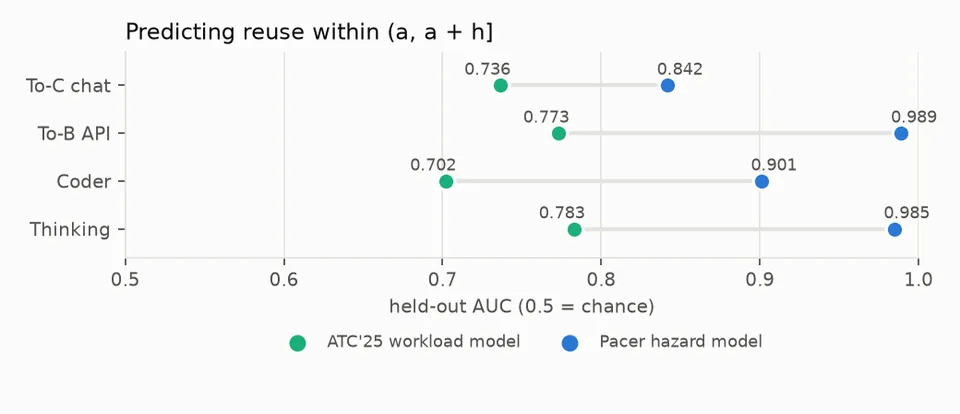 Predicting reuse within (a, a + h]
To-C chat
0.736
0.842
To-B API
0.773
0.989
Coder
0.702
0.901
Thinking
0.783
0.985
0.5 0.6 0.7 0.8 0.9 1.0
held-out AUC (0.5 = chance)
ATC'25 workload model Pacer hazard model